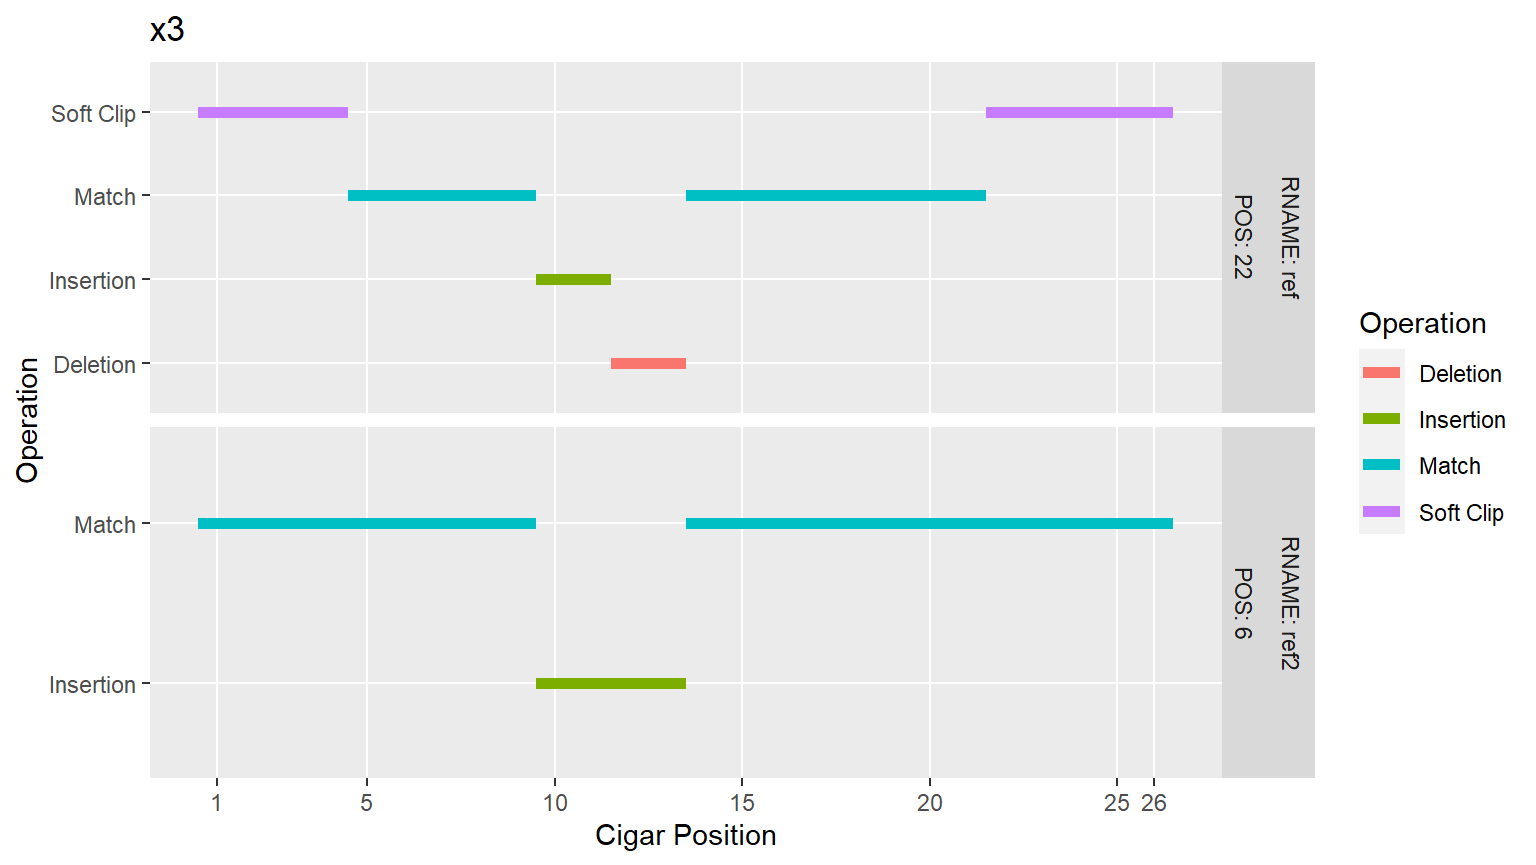 x3
Operation
Soft Clip
Match
Insertion
Deletion
POS: 22
RNAME: ref
Match
Insertion
POS: 6
RNAME: ref2
1 5 10 15 20 25 26
Cigar Position
Operation
Deletion
Insertion
Match
Soft Clip